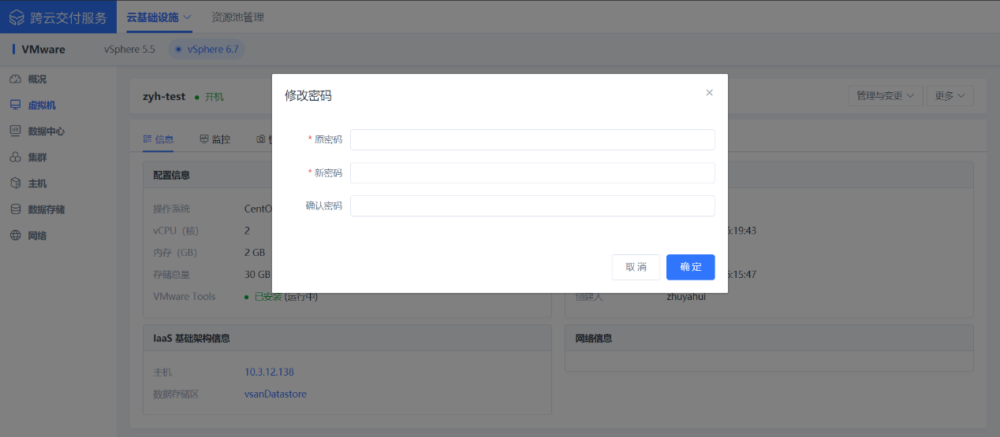 跨云交付服务 云基础设施 资源池管理
VMware vSphere 5.5 vSphere 6.7
概况
虚拟机
数据中心
集群
主机
数据存储
网络
zyh-test 开机 管理与变更 更多
信息 监控
修改密码
* 原密码
* 新密码
确认密码
取消 确定
配置信息
操作系统 CentO
vCPU（核） 2
内存（GB） 2 GB
存储总量 30 GB
VMware Tools 已安装 (运行中)
:19:43
:15:47
创建人 zhuyahui
IaaS 基础架构信息
主机 10.3.12.138
数据存储区 vsanDatastore
网络信息